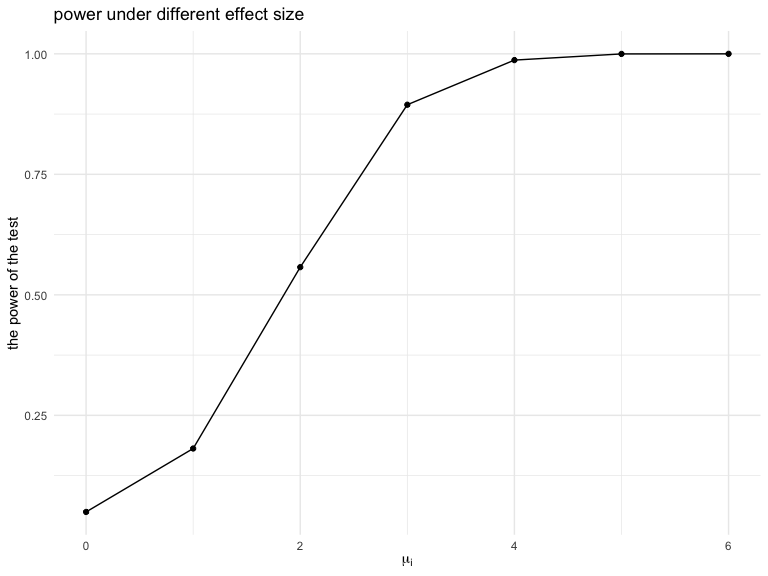 power under different effect size
1.00
0.75
0.50
0.25
the power of the test
0 2 4 6
μi